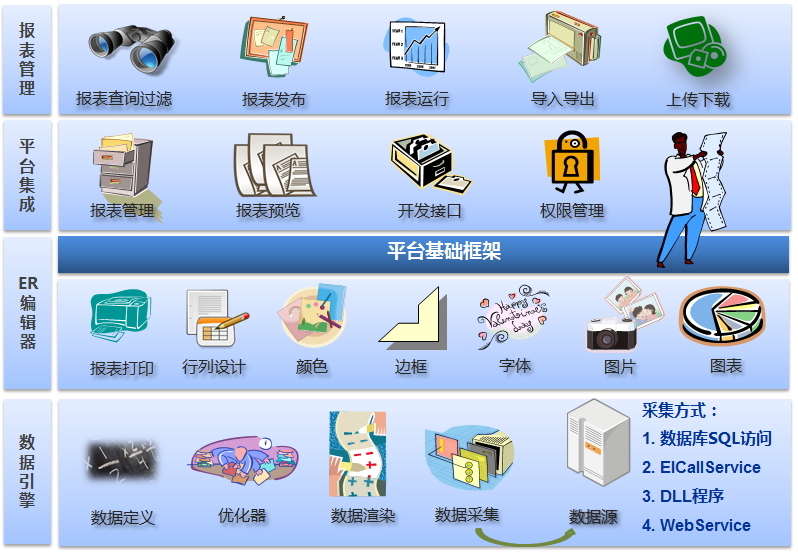 报表管理
报表查询过滤
报表发布
报表运行
导入导出
上传下载
平台集成
报表管理
报表预览
开发接口
权限管理
平台基础框架
ER编辑器
报表打印
行列设计
颜色
边框
Happy
Valentine's
Day
字体
图片
图表
数据引擎
数据定义
优化器
数据渲染
数据采集
数据源
采集方式：
1. 数据库SQL访问
2. EICallService
3. DLL程序
4. WebService